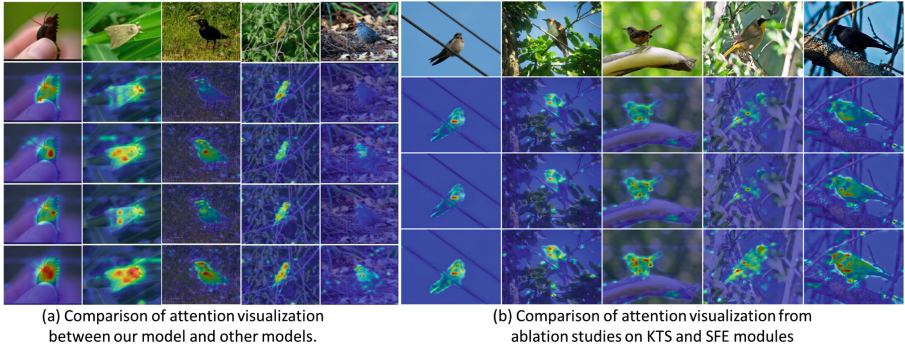 (a) Comparison of attention visualization
between our model and other models.
(b) Comparison of attention visualization from
ablation studies on KTS and SFE modules